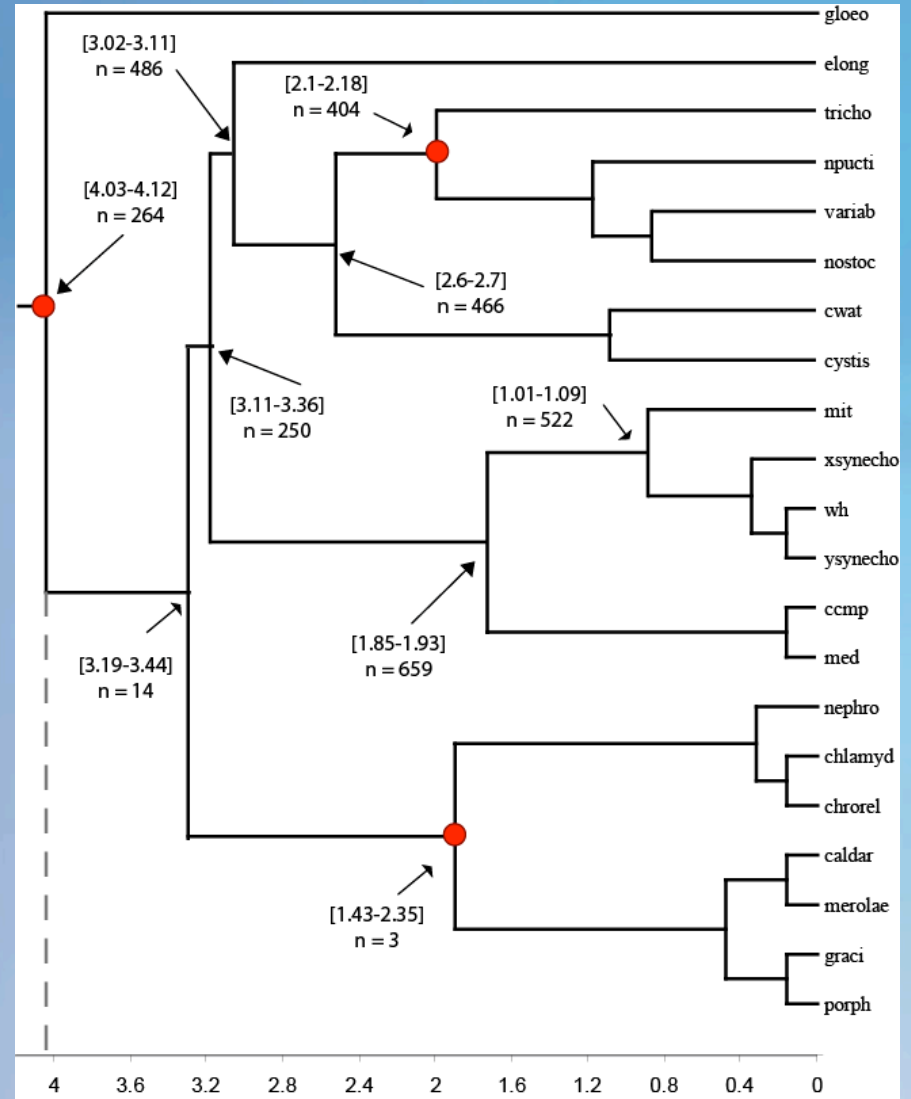 gloeo
[3.02-3.11]
n = 486
elong
[2.1-2.18]
n = 404
tricho
npucti
[4.03-4.12]
n = 264
variab
nostoc
[2.6-2.7]
n = 466
cwat
cystis
[3.11-3.36]
n = 250
[1.01-1.09]
n = 522
mit
xsynecho
wh
ysynecho
ccmp
[1.85-1.93]
n = 659
med
[3.19-3.44]
n = 14
nephro
chlamyd
chrorel
caldar
merolae
[1.43-2.35]
n = 3
graci
porph
4 3.6 3.2 2.8 2.4 2 1.6 1.2 0.8 0.4 0